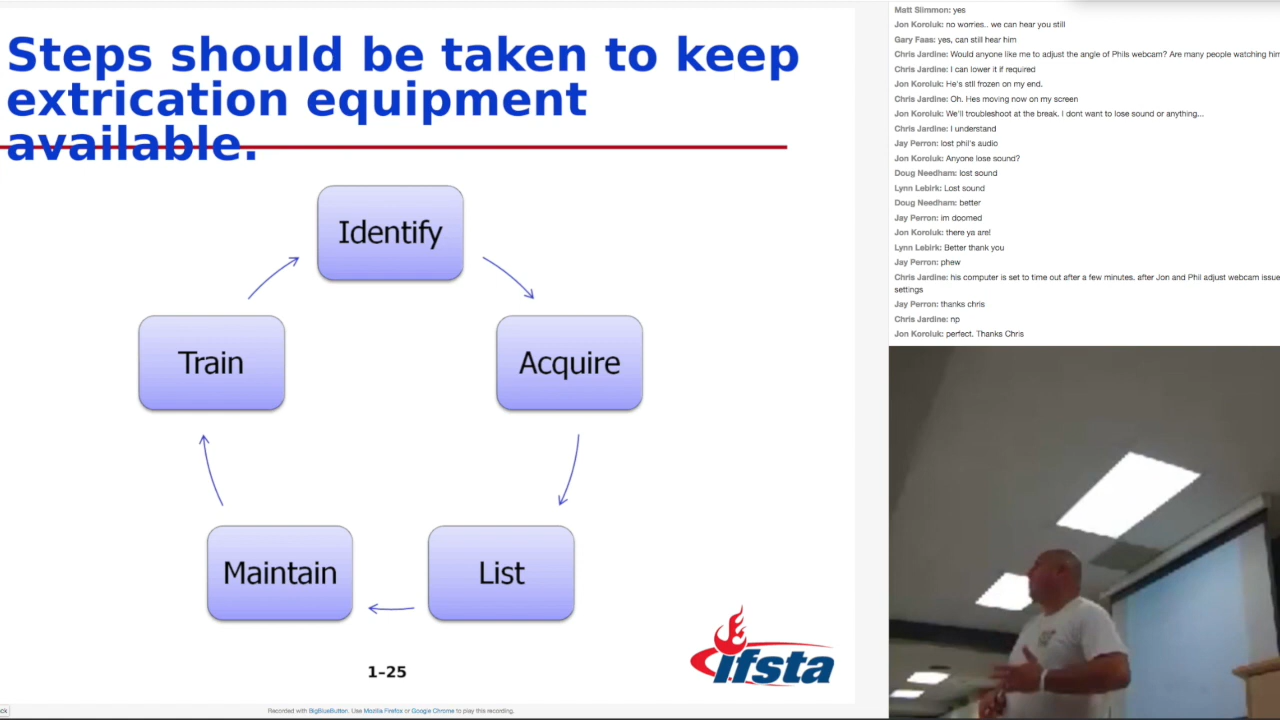 Steps should be taken to keep
extrication equipment
available.
Identify
Train
Acquire
Maintain
List
ifsta
1–25
ck
Recorded with BigBlueButton. Use Mozilla Firefox or Google Chrome to play this recording.
Matt Slimmon: yes
Jon Koroluk: no worries.. we can hear you still
Gary Faas: yes, can still hear him
Chris Jardine: Would anyone like me to adjust the angle of Phils webcam? Are many people watching him
Chris Jardine: I can lower it if required
Jon Koroluk: He's stll frozen on my end.
Chris Jardine: Oh. Hes moving now on my screen
Jon Koroluk: We'll troubleshoot at the break. I dont want to lose sound or anything...
Chris Jardine: I understand
Jay Perron: lost phil's audio
Jon Koroluk: Anyone lose sound?
Doug Needham: lost sound
Lynn Lebirk: Lost sound
Doug Needham: better
Jay Perron: im doomed
Jon Koroluk: there ya are!
Lynn Lebirk: Better thank you
Jay Perron: phew
Chris Jardine: his computer is set to time out after a few minutes. after Jon and Phil adjust webcam issue
settings
Jay Perron: thanks chris
Chris Jardine: np
Jon Koroluk: perfect. Thanks Chris